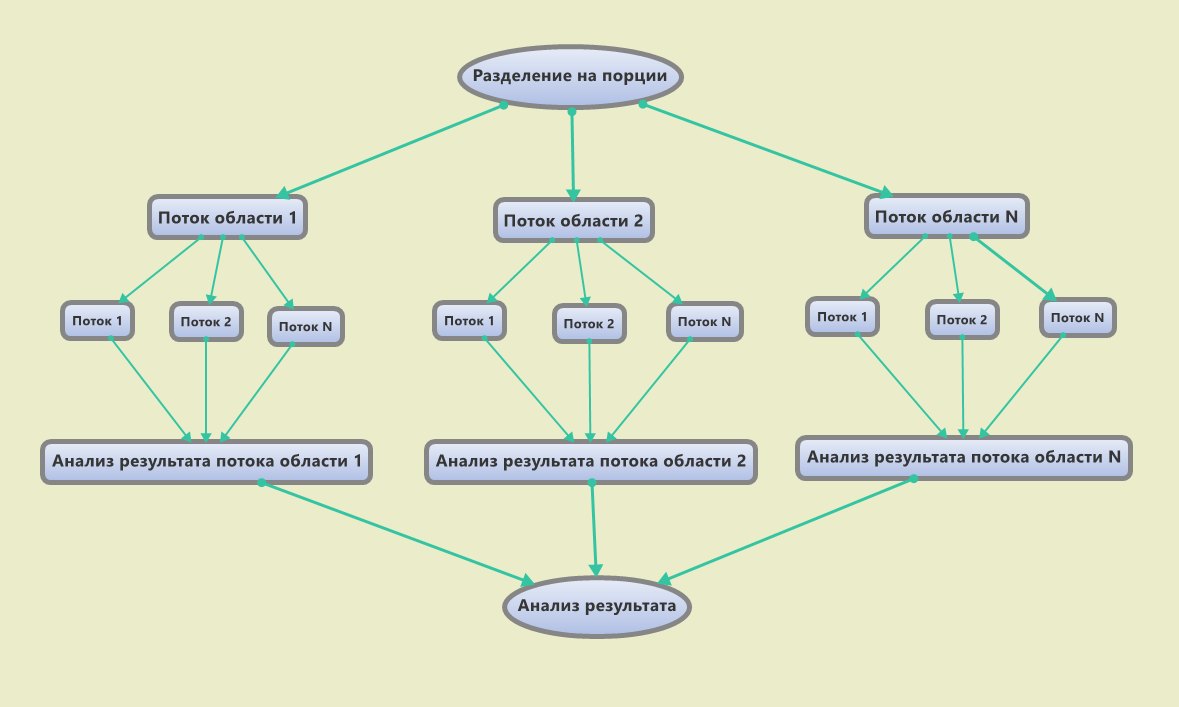 Разделение на порции
Поток области 1
Поток области 2
Поток области N
Поток 1
Поток 2
Поток N
Поток 1
Поток 2
Поток N
Поток 1
Поток 2
Поток N
Анализ результата потока области 1
Анализ результата потока области 2
Анализ результата потока области N
Анализ результата